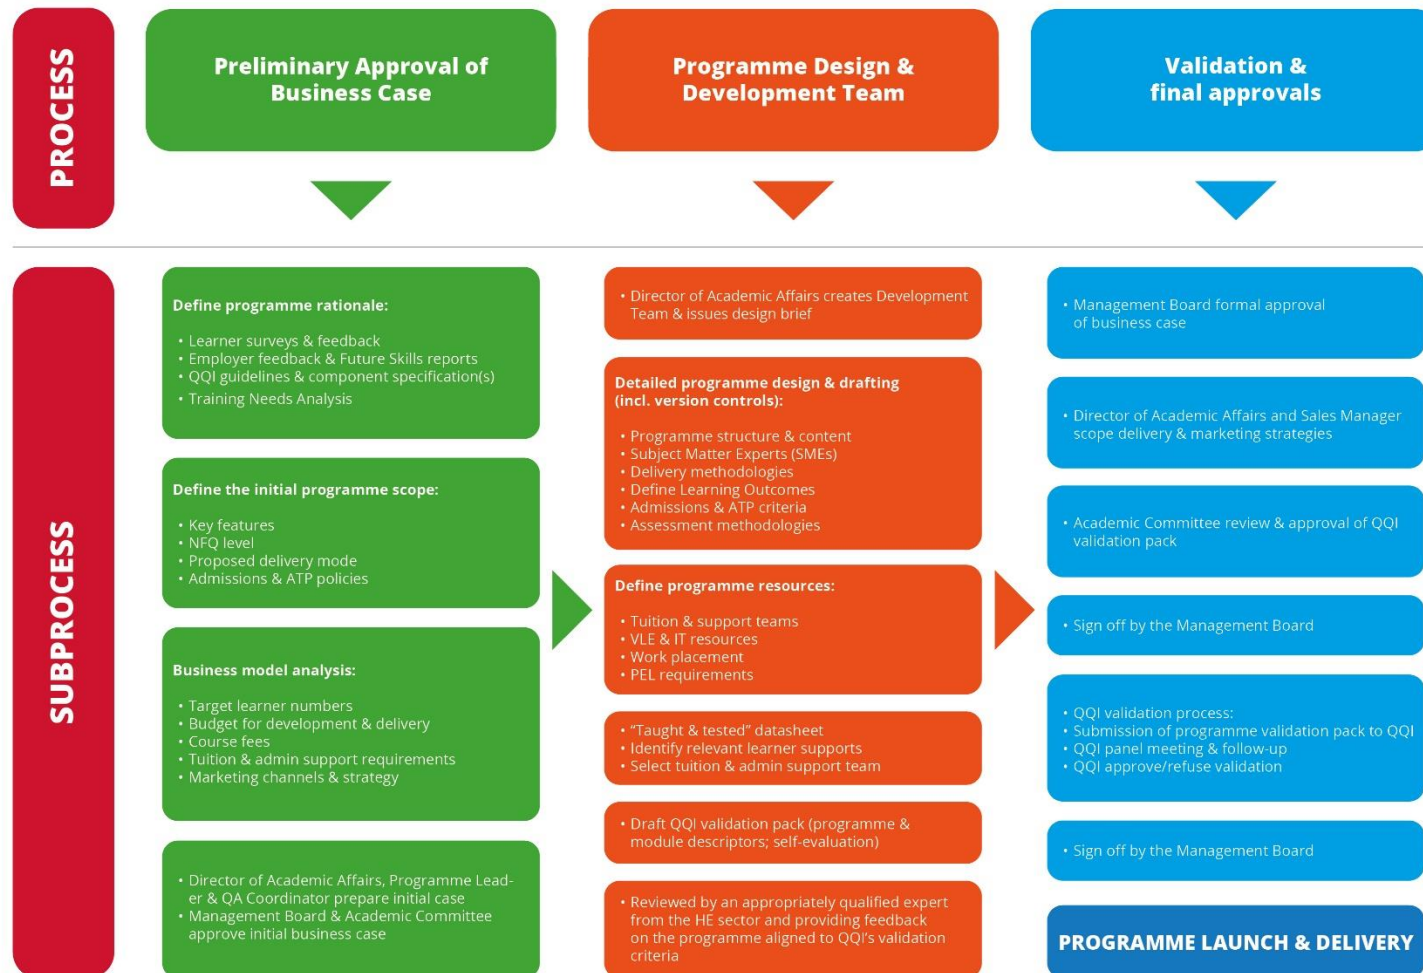 PROCESS
Preliminary Approval of
Business Case
Programme Design &
Development Team
Validation &
final approvals
SUBPROCESS
Define programme rationale:
• Learner surveys & feedback
• Employer feedback & Future Skills reports
• QQI guidelines & component specification(s)
• Training Needs Analysis
Define the initial programme scope:
• Key features
• NFQ level
• Proposed delivery mode
• Admissions & ATP policies
Business model analysis:
• Target learner numbers
• Budget for development & delivery
• Course fees
• Tuition & admin support requirements
• Marketing channels & strategy
• Director of Academic Affairs, Programme Lead-
er & QA Coordinator prepare initial case
• Management Board & Academic Committee
approve initial business case
• Director of Academic Affairs creates Development
Team & issues design brief
Detailed programme design & drafting
(incl. version controls):
• Programme structure & content
• Subject Matter Experts (SMEs)
• Delivery methodologies
• Define Learning Outcomes
• Admissions & ATP criteria
• Assessment methodologies
Define programme resources:
• Tuition & support teams
• VLE & IT resources
• Work placement
• PEL requirements
• “Taught & tested” datasheet
• Identify relevant learner supports
• Select tuition & admin support team
• Draft QQI validation pack (programme &
module descriptors; self-evaluation)
• Reviewed by an appropriately qualified expert
from the HE sector and providing feedback
on the programme aligned to QQI’s validation
criteria
• Management Board formal approval
of business case
• Director of Academic Affairs and Sales Manager
scope delivery & marketing strategies
• Academic Committee review & approval of QQI
validation pack
• Sign off by the Management Board
• QQI validation process:
• Submission of programme validation pack to QQI
• QQI panel meeting & follow-up
• QQI approve/refuse validation
• Sign off by the Management Board
PROGRAMME LAUNCH & DELIVERY